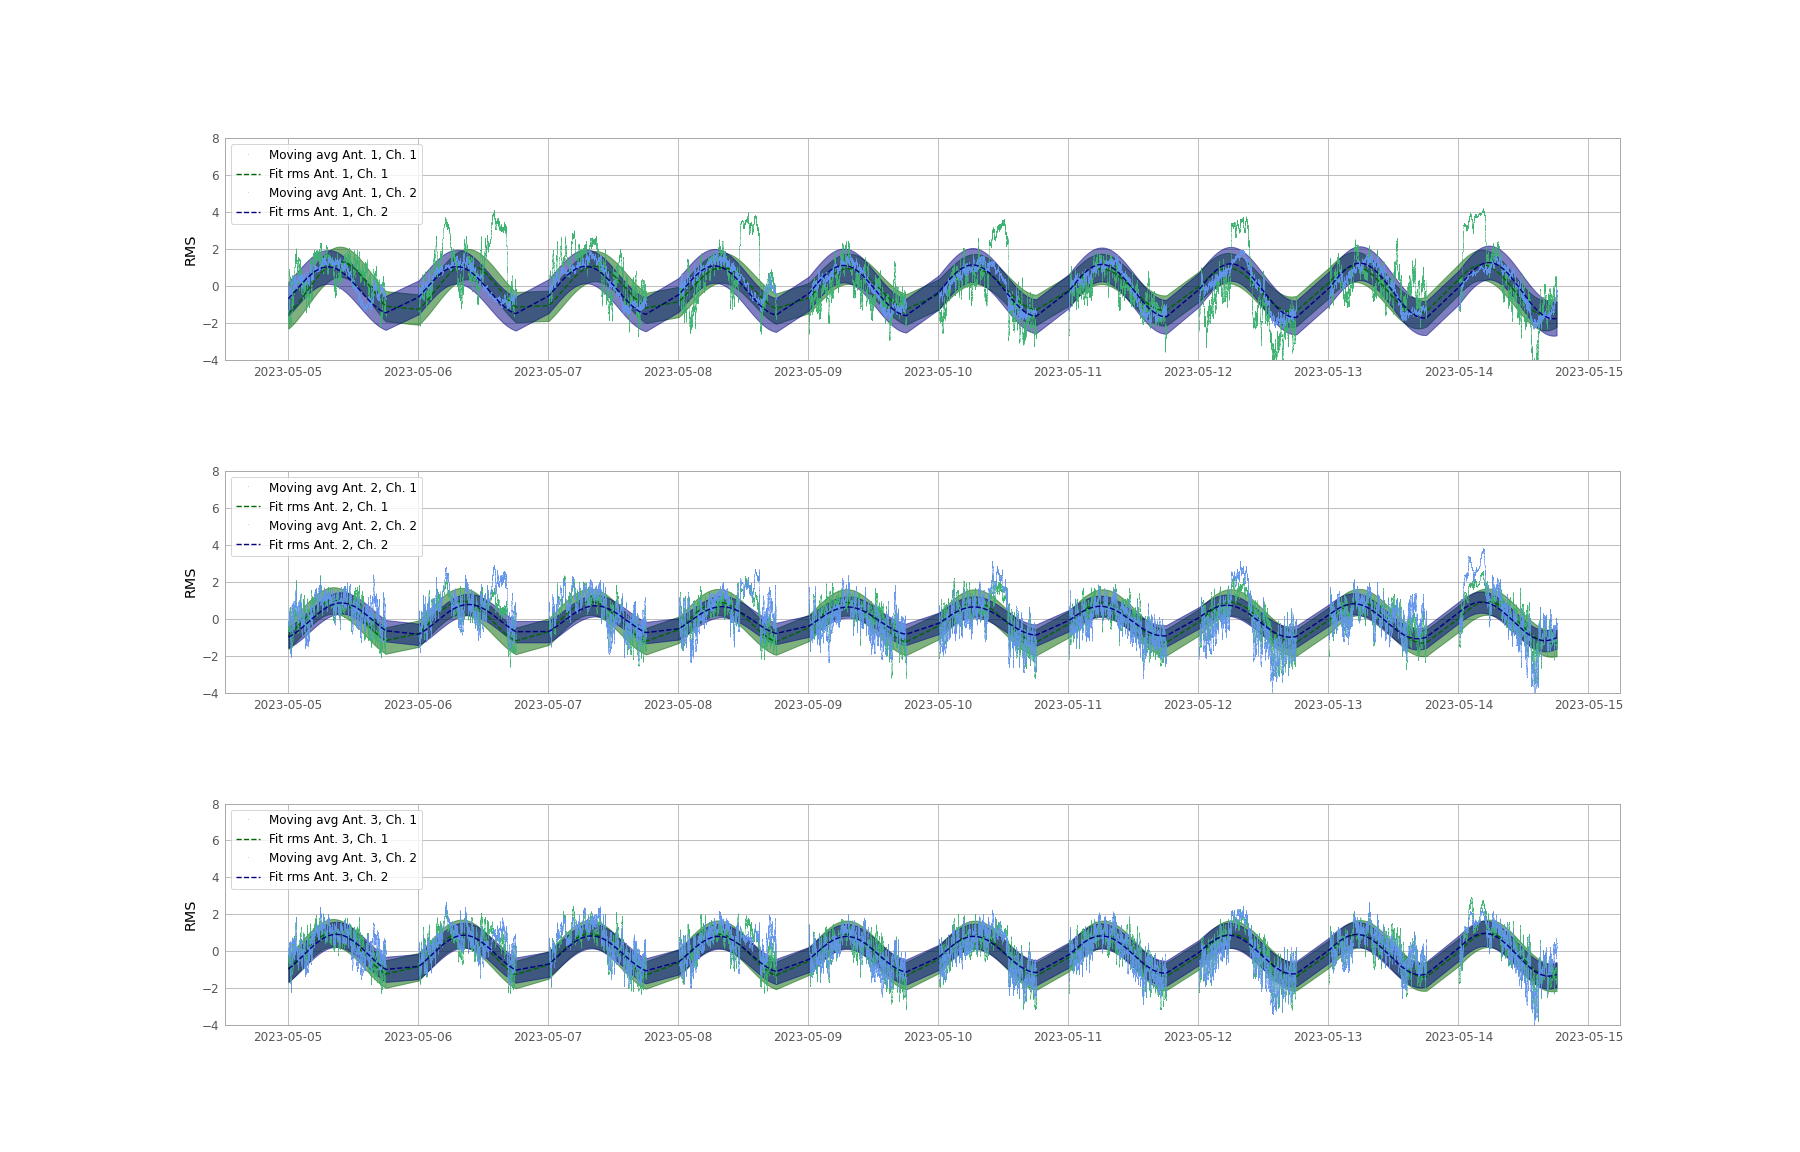 8
6
4
2
0
−2
−4
RMS
Moving avg Ant. 1, Ch. 1
Fit rms Ant. 1, Ch. 1
Moving avg Ant. 1, Ch. 2
Fit rms Ant. 1, Ch. 2
2023-05-05 2023-05-06 2023-05-07 2023-05-08 2023-05-09 2023-05-10 2023-05-11 2023-05-12 2023-05-13 2023-05-14 2023-05-15
8
6
4
2
0
−2
−4
RMS
Moving avg Ant. 2, Ch. 1
Fit rms Ant. 2, Ch. 1
Moving avg Ant. 2, Ch. 2
Fit rms Ant. 2, Ch. 2
2023-05-05 2023-05-06 2023-05-07 2023-05-08 2023-05-09 2023-05-10 2023-05-11 2023-05-12 2023-05-13 2023-05-14 2023-05-15
8
6
4
2
0
−2
−4
RMS
Moving avg Ant. 3, Ch. 1
Fit rms Ant. 3, Ch. 1
Moving avg Ant. 3, Ch. 2
Fit rms Ant. 3, Ch. 2
2023-05-05 2023-05-06 2023-05-07 2023-05-08 2023-05-09 2023-05-10 2023-05-11 2023-05-12 2023-05-13 2023-05-14 2023-05-15